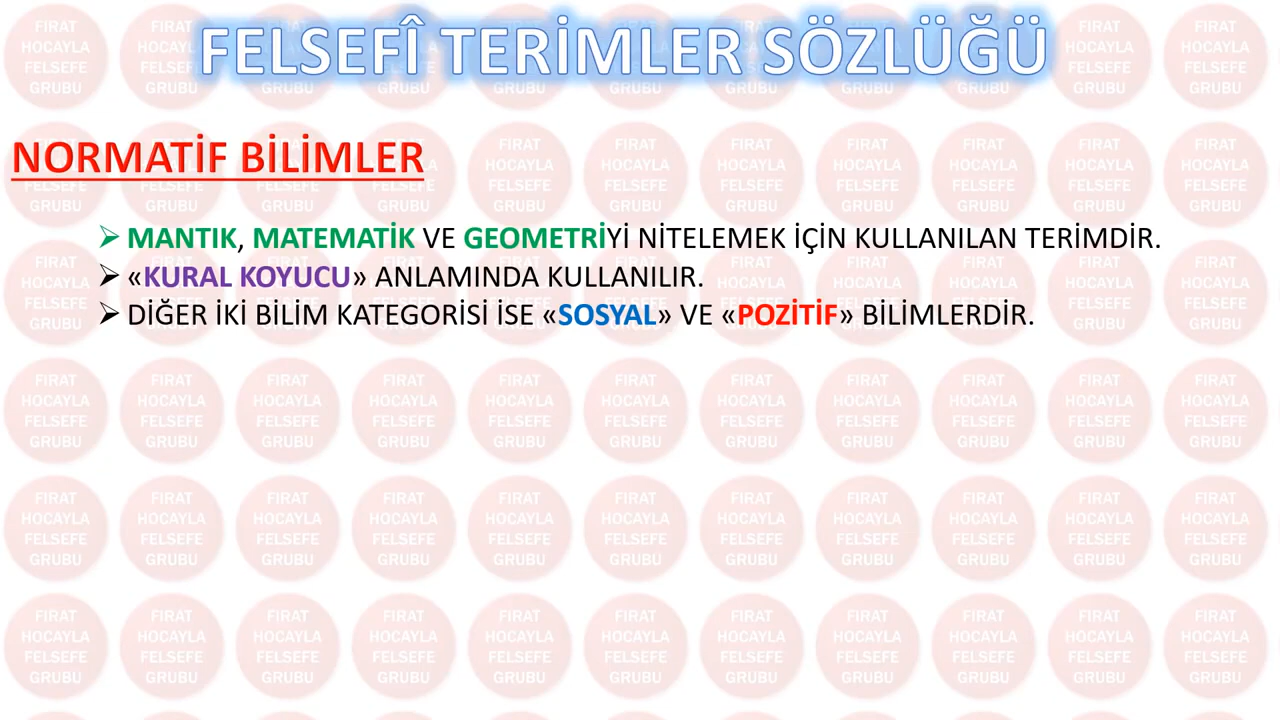 FELSEFÎ TERİMLER SÖZLÜĞÜ
NORMATİF BİLİMLER
➢ MANTIK, MATEMATİK VE GEOMETRİYİ NİTELEMEK İÇİN KULLANILAN TERİMDİR.
➢ «KURAL KOYUCU» ANLAMINDA KULLANILIR.
➢ DİĞER İKİ BİLİM KATEGORİSİ İSE «SOSYAL» VE «POZİTİF» BİLİMLERDİR.
FIRAT
HOCAYLA
FELSEFE
GRUBU